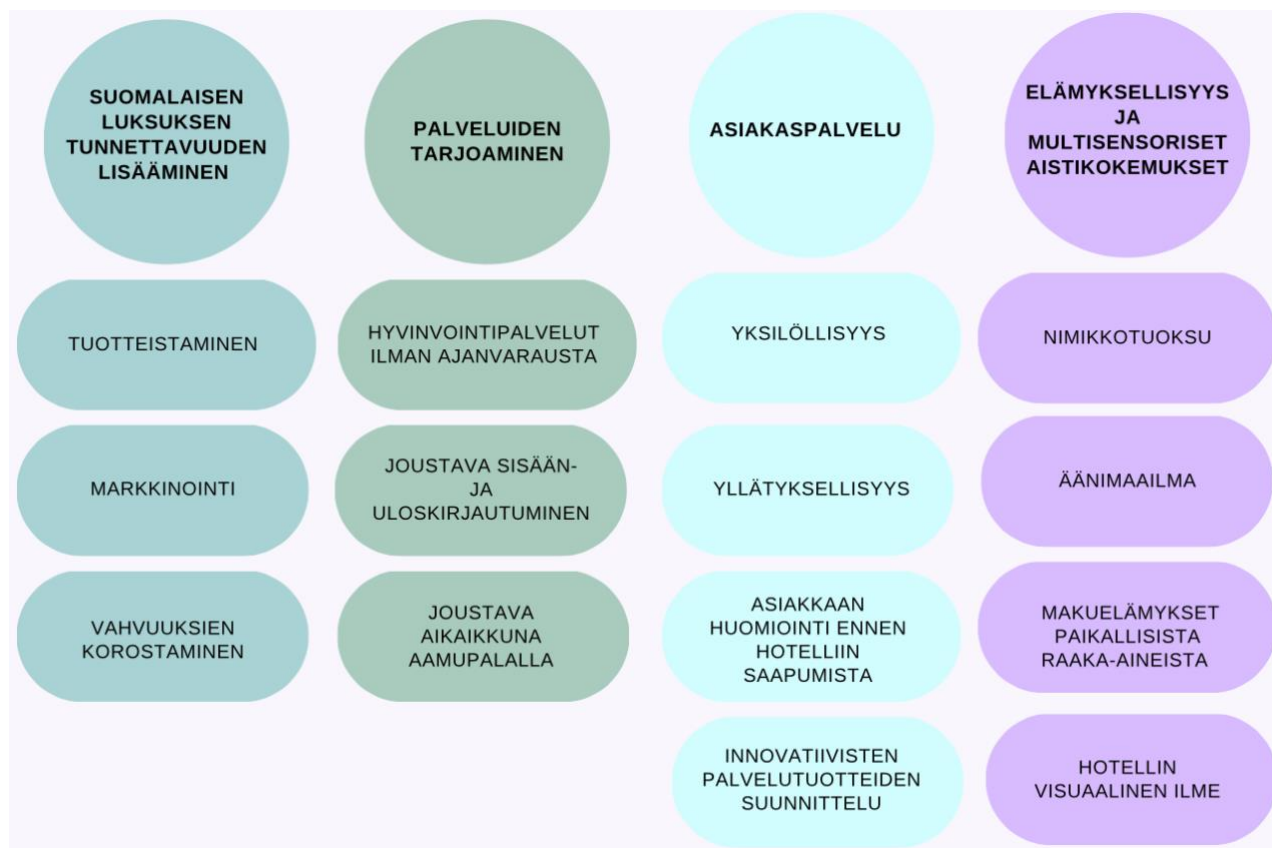 SUOMALAISEN
LUKSUKSEN
TUNNETTAVUUDEN
LISÄÄMINEN
TUOTTEISTAMINEN
MARKKINOINTI
VAHVUUKSIEN
KOROSTAMINEN
PALVELUIDEN
TARJOAMINEN
HYVINVOINTIPALVELUT
ILMAN AJANVARAUSTA
JOUSTAVA SISÄÄN-
JA
ULOSKIRJAUTUMINEN
JOUSTAVA
AIKAIKKUNA
AAMUPALALLA
ASIAKASPALVELU
YKSILÖLLISYYS
YLLÄTYKSELLISYYS
ASIAKKAAN
HUOMIOINTI ENNEN
HOTELLIIN
SAAPUMISTA
INNOVATIIVISTEN
PALVELUTUOTTEIDEN
SUUNNITTELU
ELÄMYKSELLISYYS
JA
MULTISENSORISET
AISTIKOKEMUKSET
NIMIKKOTUOKSU
ÄÄNIMAAILMA
MAKUELÄMYKSET
PAIKALLISISTA
RAAKA-AINEISTA
HOTELLIN
VISUAALINEN ILME